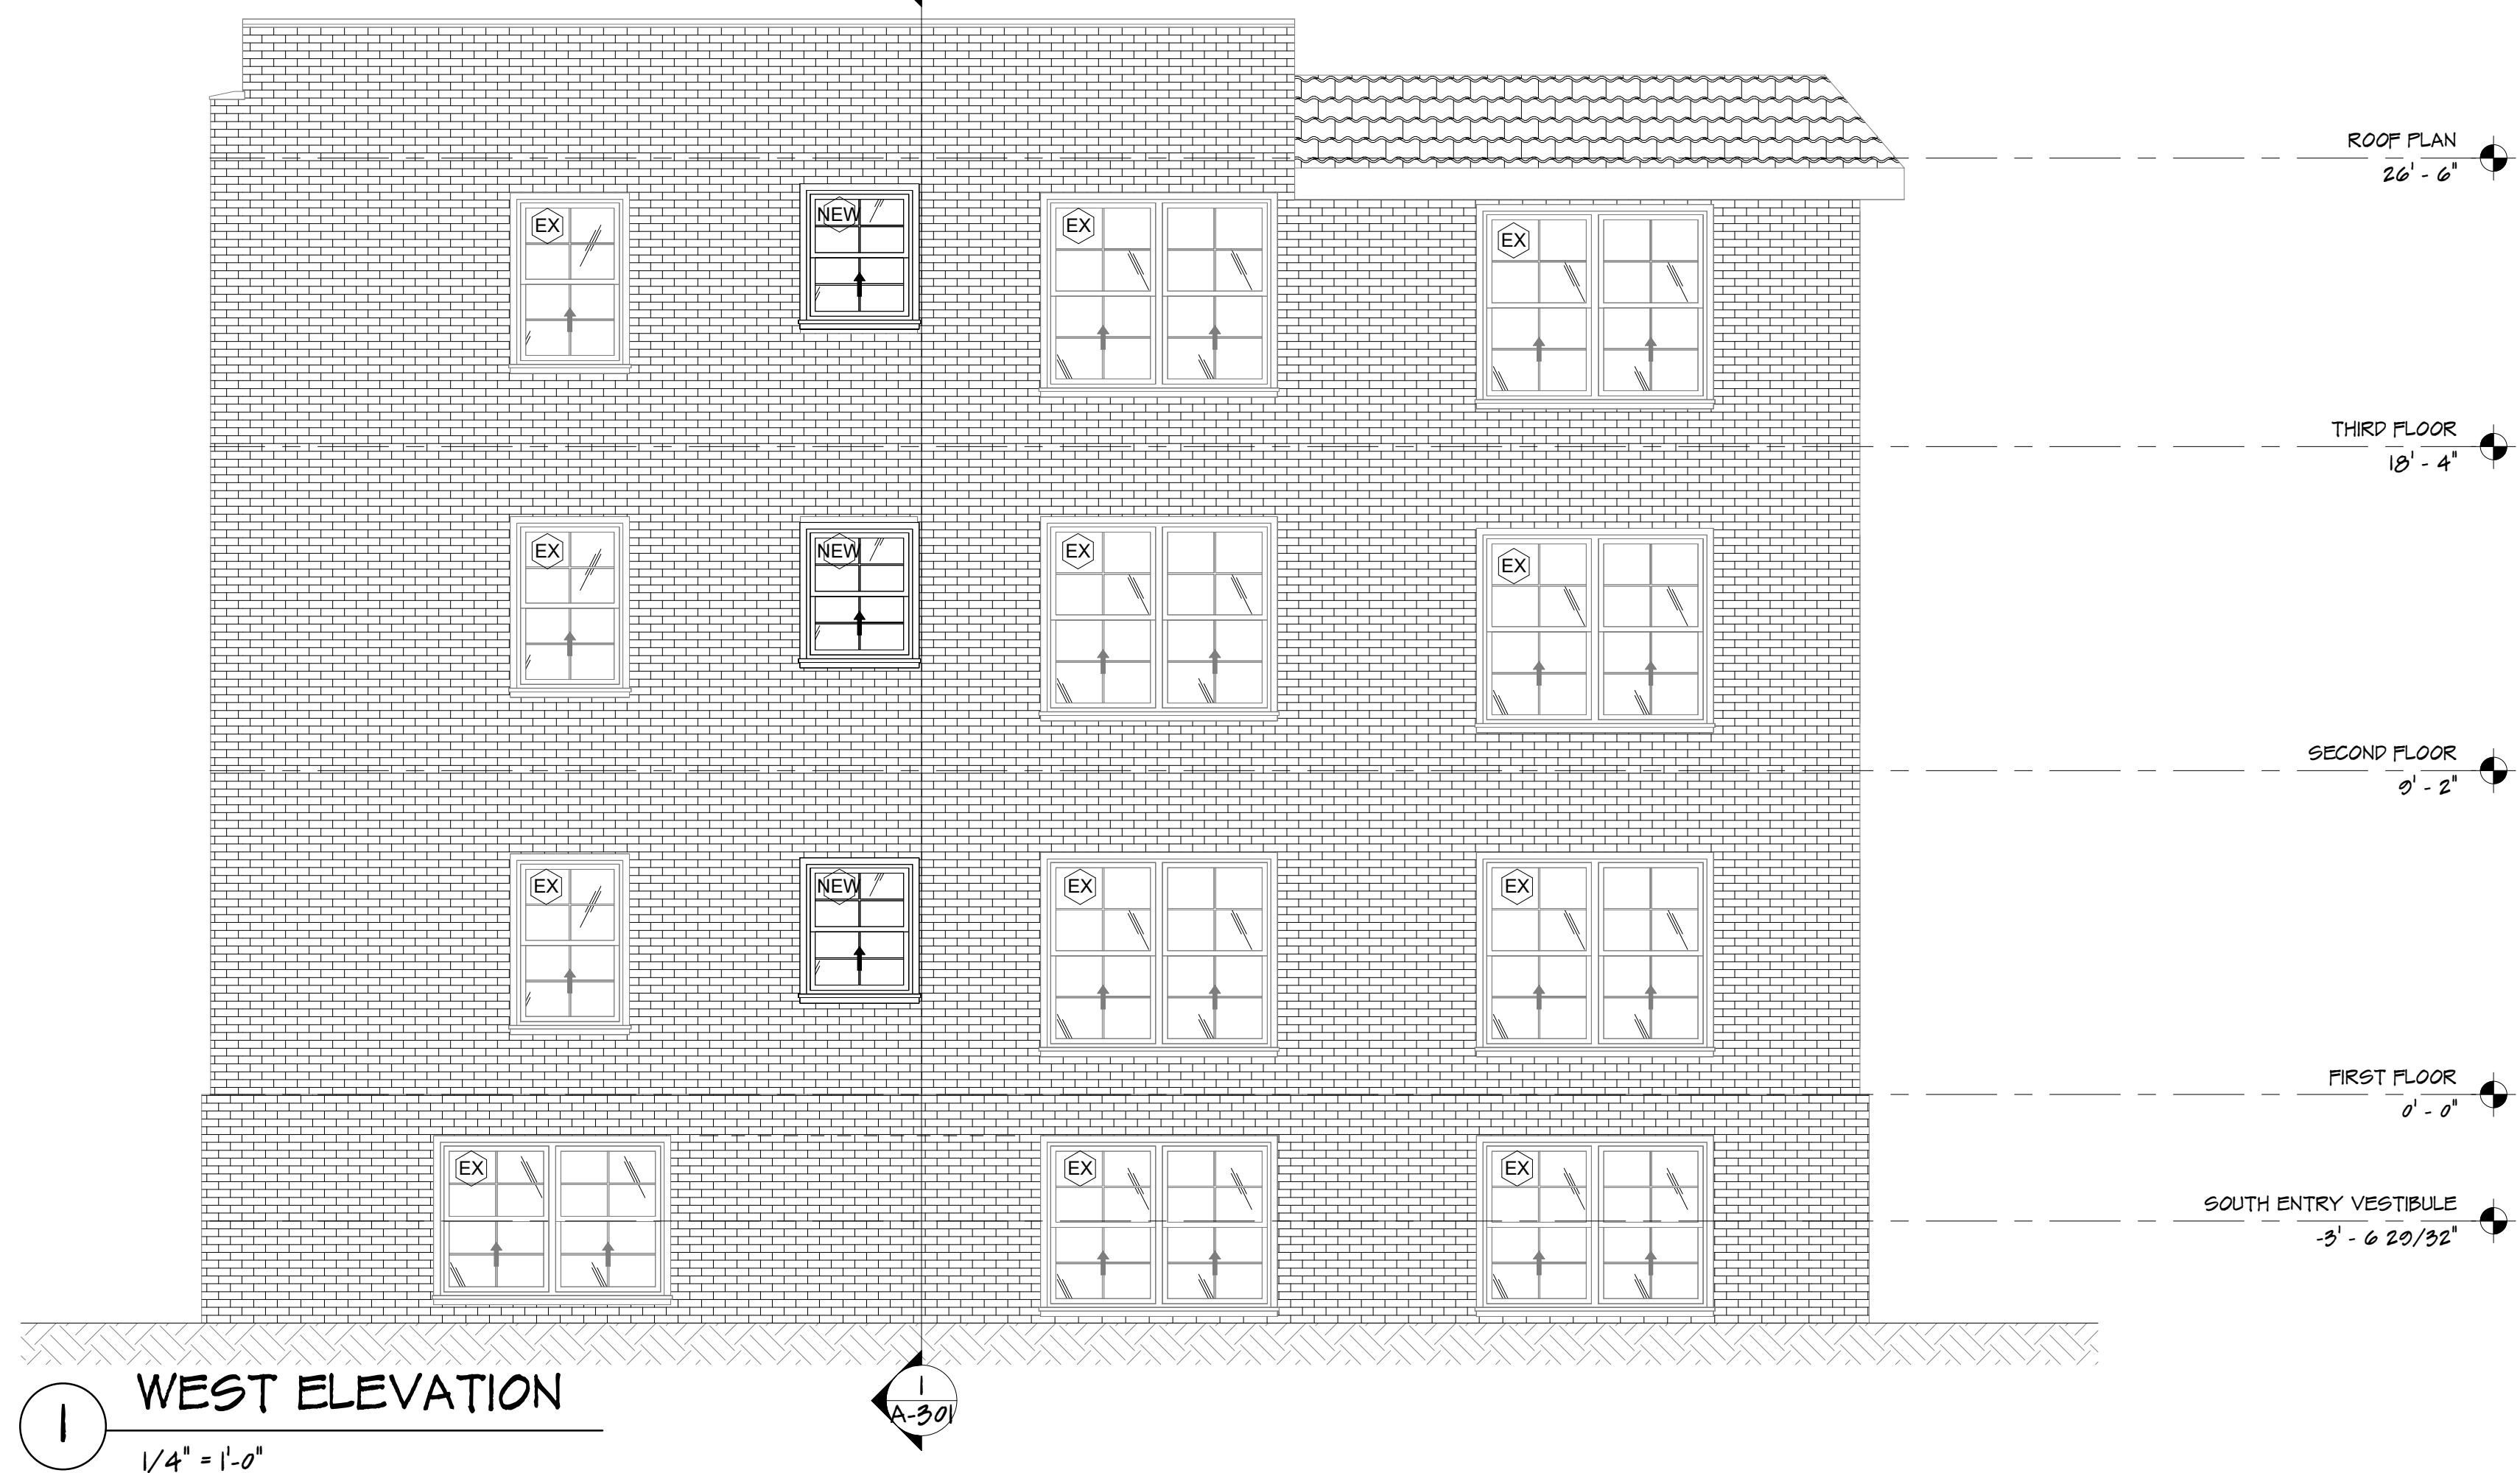 ROOF PLAN
26' - 6"
EX
NEW
EX
EX
THIRD FLOOR
18' - 4"
EX
NEW
EX
EX
SECOND FLOOR
9' - 2"
EX
NEW
EX
EX
FIRST FLOOR
0' - 0"
EX
EX
EX
SOUTH ENTRY VESTIBULE
-3' - 6 29/32"
1
WEST ELEVATION
1/4" = 1'-0"
1
A-301